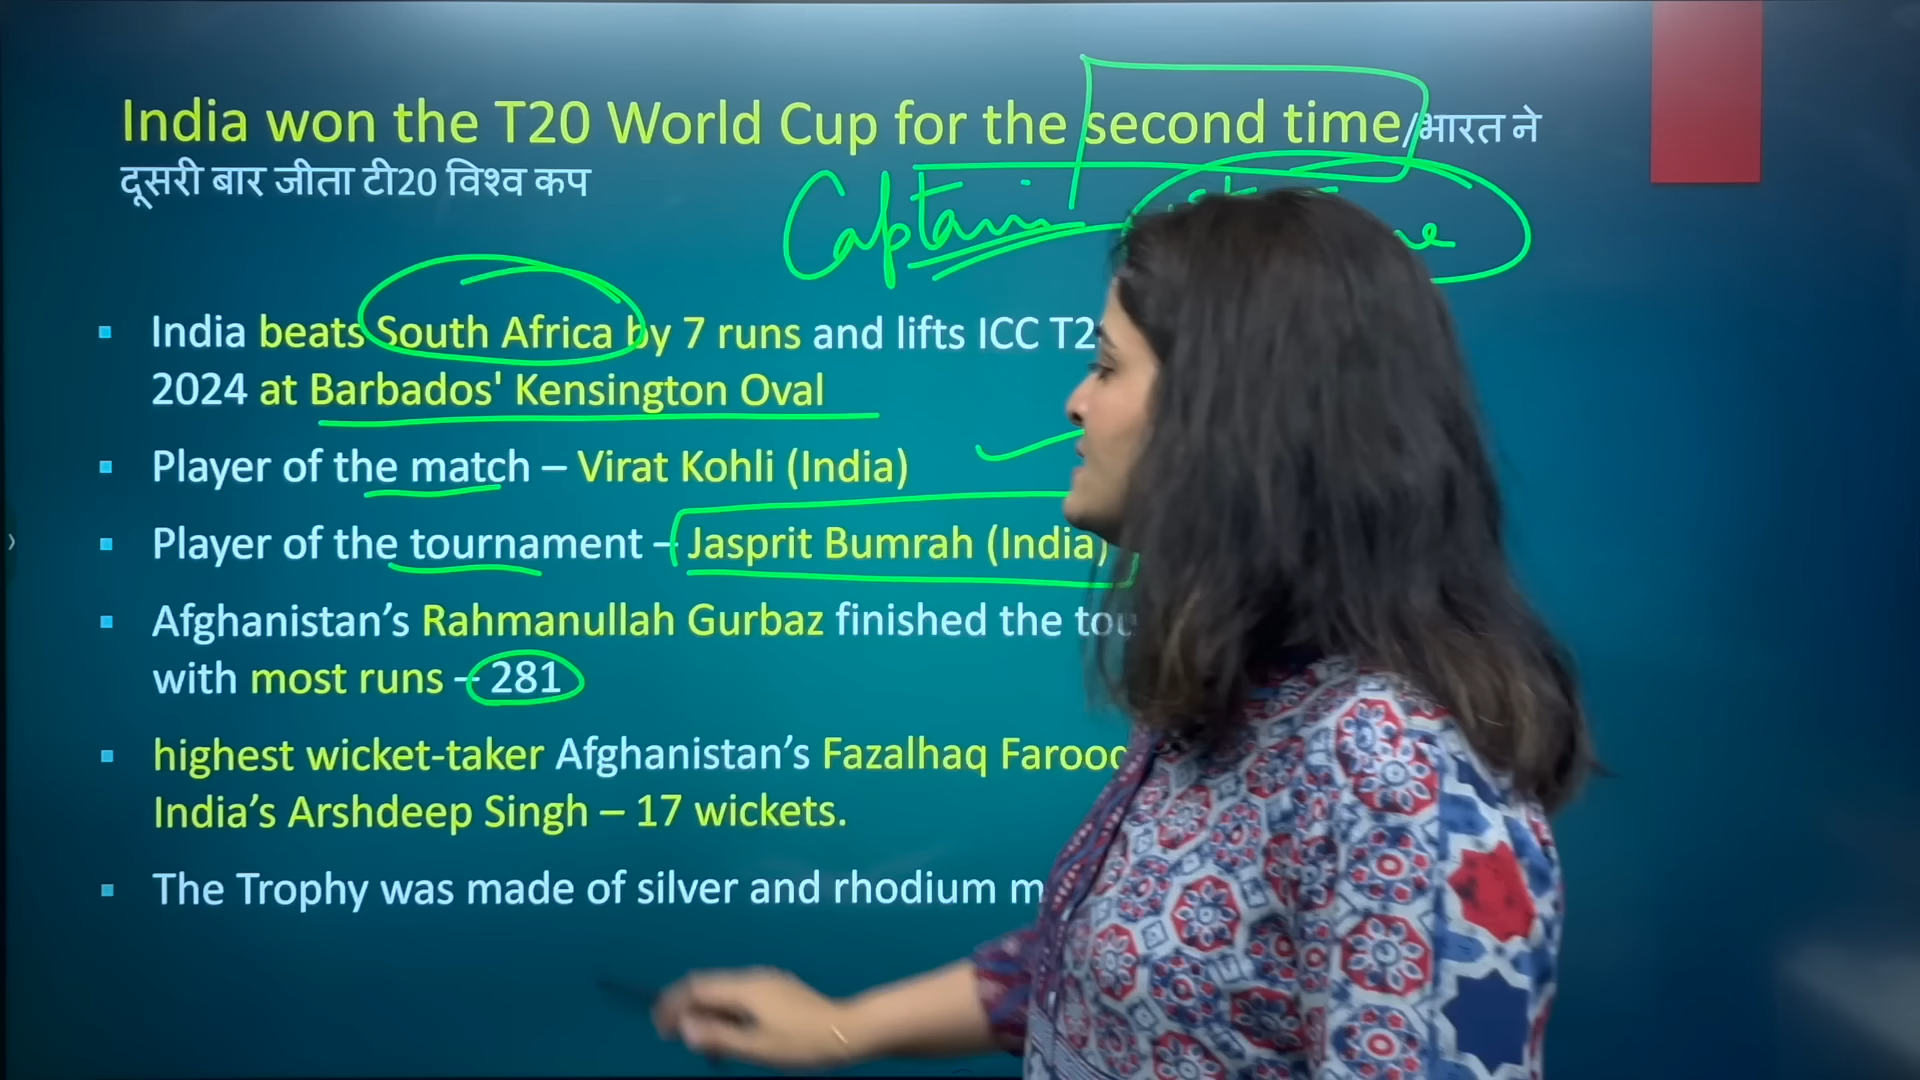 India won the T20 World Cup for the second time/भारत ने
दूसरी बार जीता टी20 विश्व कप
Captain
India beats South Africa by 7 runs and lifts ICC
2024 at Barbados' Kensington Oval
Player of the match – Virat Kohli (India)
Player of the tournament – Jasprit Bumrah (India)
Afghanistan’s Rahmanullah Gurbaz finished the
with most runs – 281
highest wicket-taker Afghanistan’s Fazalhaq
India’s Arshdeep Singh – 17 wickets.
The Trophy was made of silver and rhodium